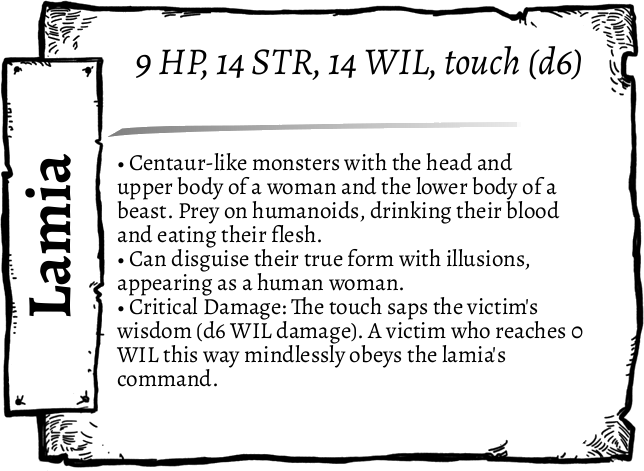 Lamia
9 HP, 14 STR, 14 WIL, touch (d6)
• Centaur-like monsters with the head and
upper body of a woman and the lower body of a
beast. Prey on humanoids, drinking their blood
and eating their flesh.
• Can disguise their true form with illusions,
appearing as a human woman.
• Critical Damage: The touch saps the victim's
wisdom (d6 WIL damage). A victim who reaches 0
WIL this way mindlessly obeys the lamia's
command.